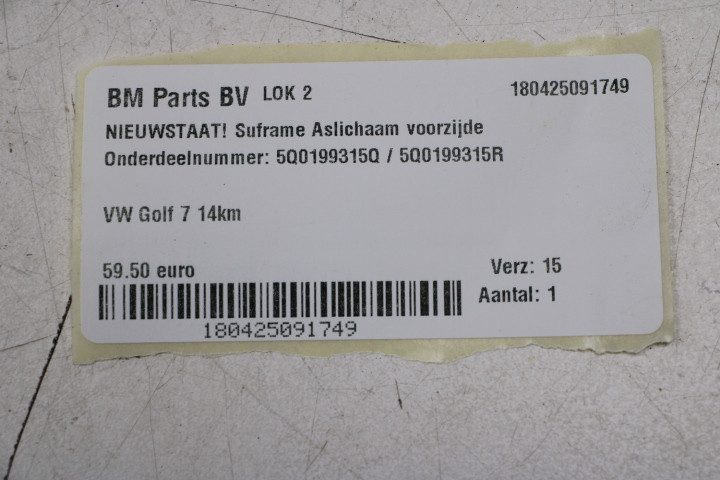 BM Parts BV LOK 2 180425091749
NIEUWSTAAT! Suframe Aslichaam voorzijde
Onderdeelnummer: 5Q0199315Q / 5Q0199315R
VW Golf 7 14km
59.50 euro Verz: 15
Aantal: 1
180425091749